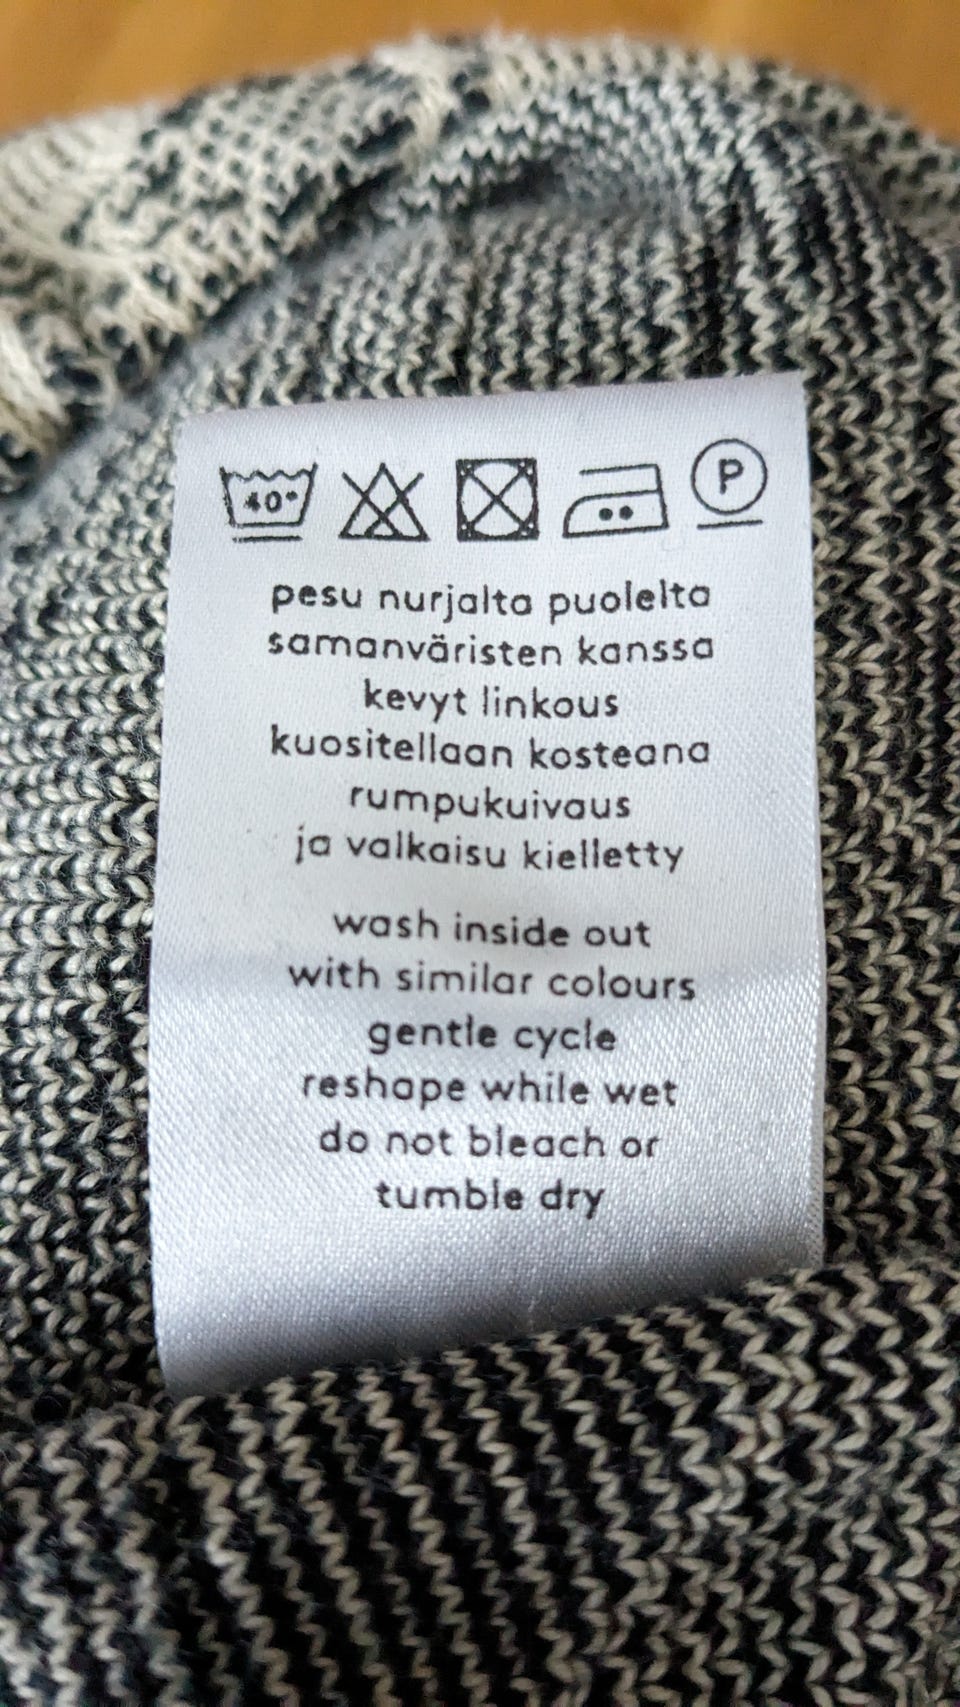 40°
P
pesu nurjalta puolelta
samanväristen kanssa
kevyt linkous
kuositellaan kosteana
rumpukuivaus
ja valkaisu kielletty
wash inside out
with similar colours
gentle cycle
reshape while wet
do not bleach or
tumble dry